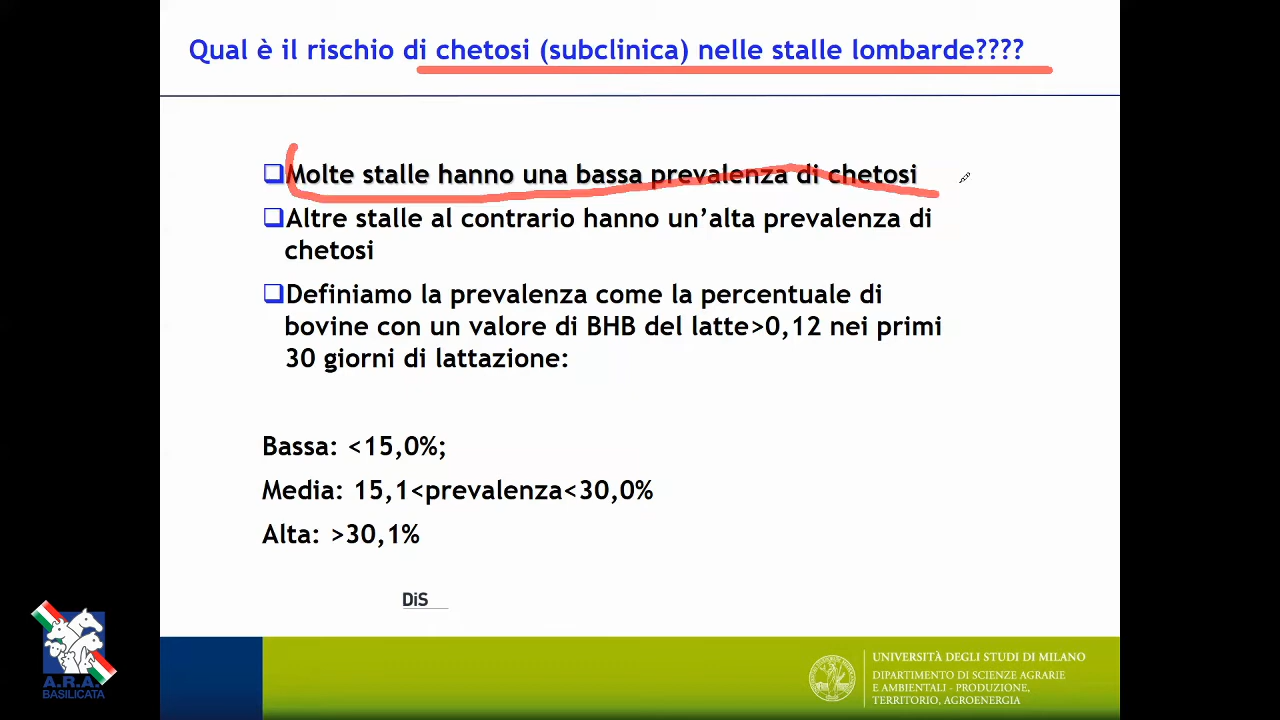 Qual è il rischio di chetosi (subclinica) nelle stalle lombarde????
Molte stalle hanno una bassa prevalenza di chetosi
Altre stalle al contrario hanno un’alta prevalenza di
chetosi
Definiamo la prevalenza come la percentuale di
bovine con un valore di BHB del latte>0,12 nei primi
30 giorni di lattazione:
Bassa: <15,0%;
Media: 15,1<prevalenza<30,0%
Alta: >30,1%
DiS
A.R.A.
BASILICATA
UNIVERSITÀ DEGLI STUDI DI MILANO
DIPARTIMENTO DI SCIENZE AGRARIE
E AMBIENTALI - PRODUZIONE,
TERRITORIO, AGROENERGIA